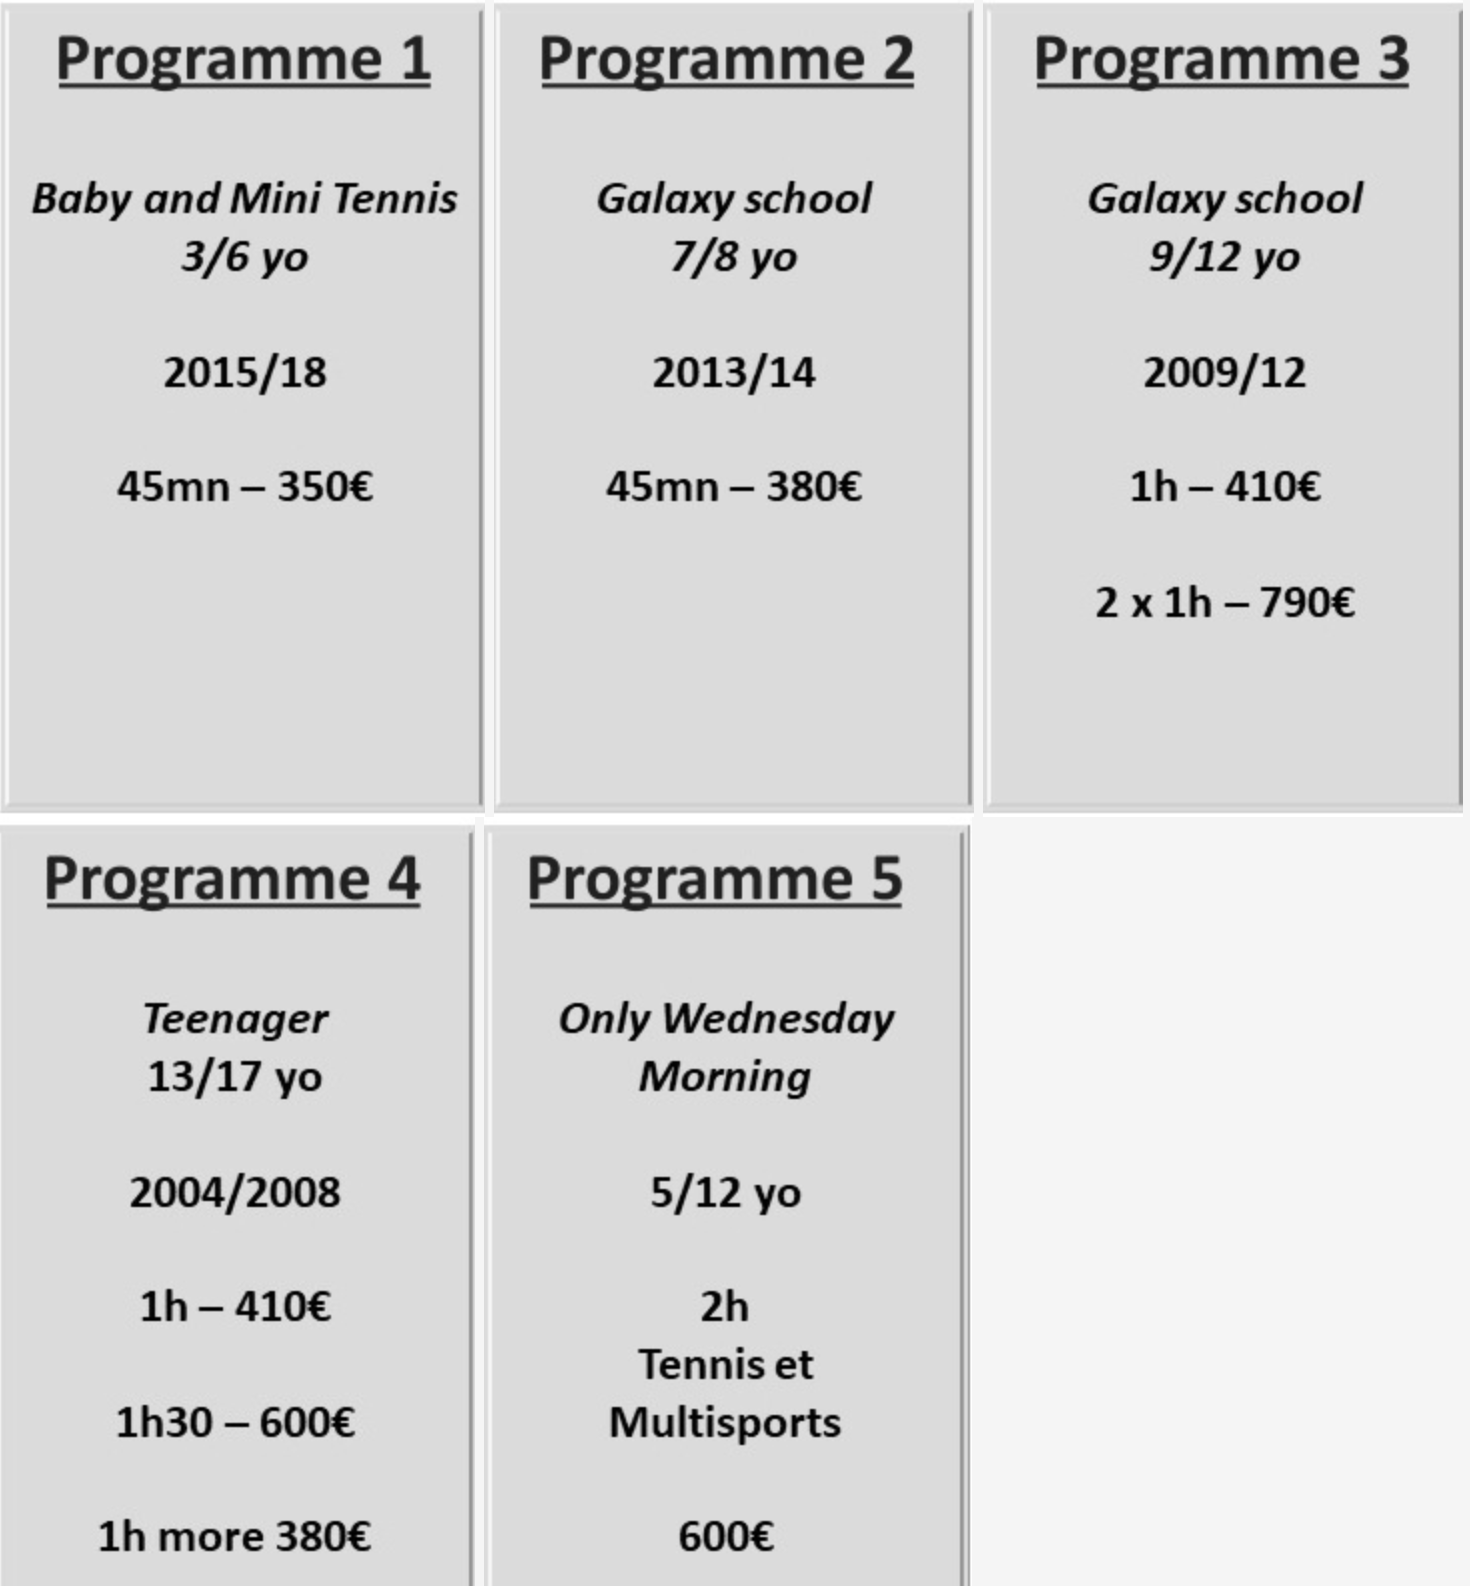 Programme 1
Baby and Mini Tennis
3/6 yo
2015/18
45mn – 350€
Programme 2
Galaxy school
7/8 yo
2013/14
45mn – 380€
Programme 3
Galaxy school
9/12 yo
2009/12
1h – 410€
2 x 1h – 790€
Programme 4
Teenager
13/17 yo
2004/2008
1h – 410€
1h30 – 600€
1h more 380€
Programme 5
Only Wednesday
Morning
5/12 yo
2h
Tennis et
Multisports
600€